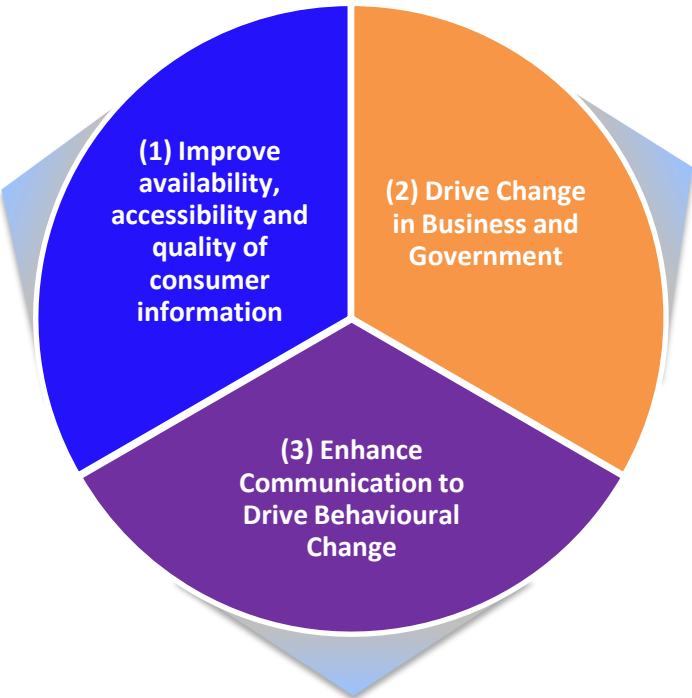 (1) Improve
availability,
accessibility and
quality of
consumer
information
(2) Drive Change
in Business and
Government
(3) Enhance
Communication to
Drive Behavioural
Change